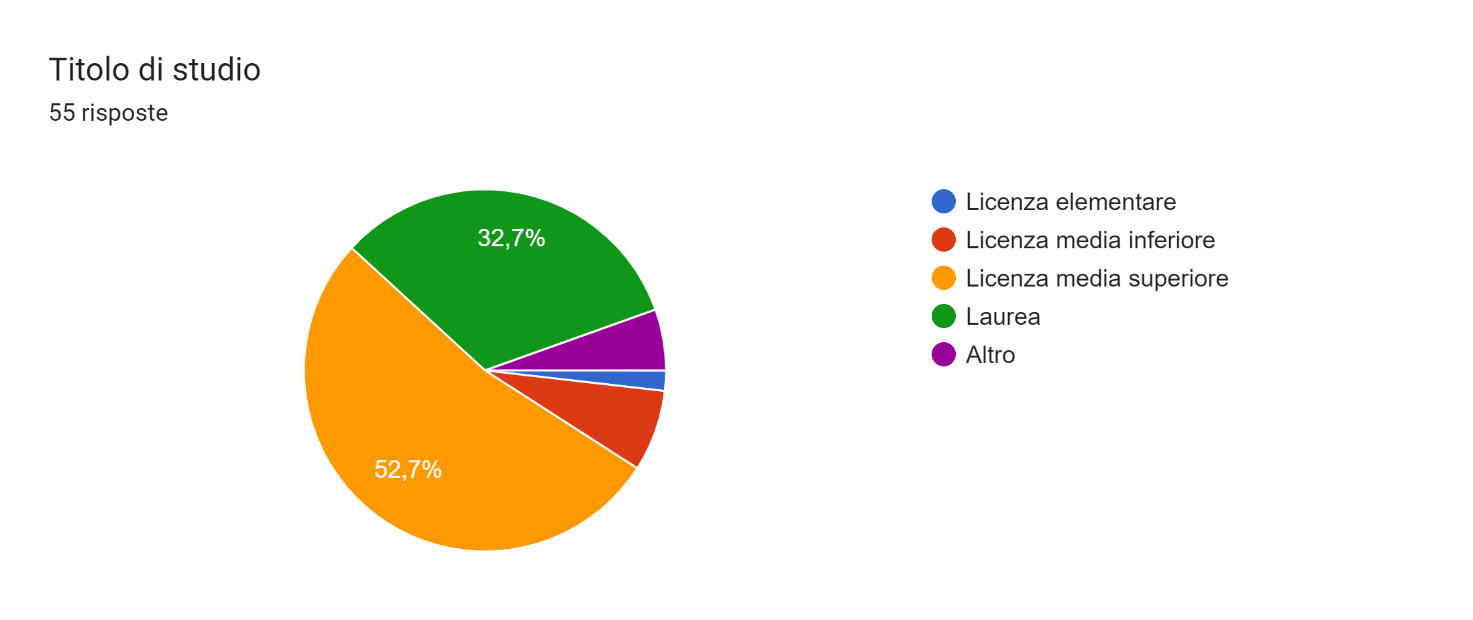 Titolo di studio
55 risposte
32,7%
52,7%
Licenza elementare
Licenza media inferiore
Licenza media superiore
Laurea
Altro